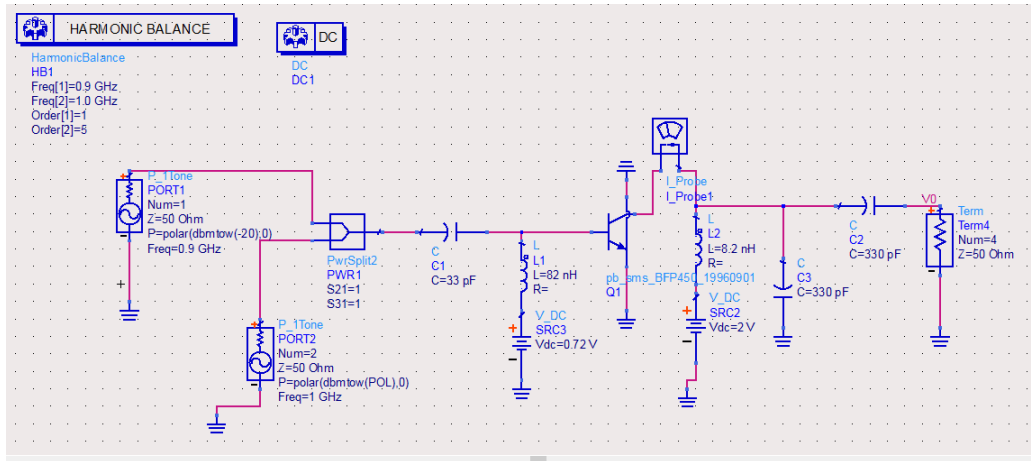 HARMONIC BALANCE
HarmonicBalance
HB1
Freq[1]=0.9 GHz
Freq[2]=1.0 GHz
Order[1]=1
Order[2]=5
DC
DC
DC1
P_1Tone
PORT1
Num=1
Z=50 Ohm
P=polar(dbmtow(-20),0)
Freq=0.9 GHz
P_1Tone
PORT2
Num=2
Z=50 Ohm
P=polar(dbmtow(POL),0)
Freq=1 GHz
PwrSplit2
PWR1
S21=1
S31=1
C
C1
C=33 pF
L
L1
L=82 nH
R=
V_DC
SRC3
Vdc=0.72 V
pb_sms_BFP450_19960901
Q1
I_Probe
I_Probe1
L
L2
L=8.2 nH
R=
V_DC
SRC2
Vdc=2 V
C
C3
C=330 pF
C
C2
C=330 pF
V0
Term
Term4
Num=4
Z=50 Ohm